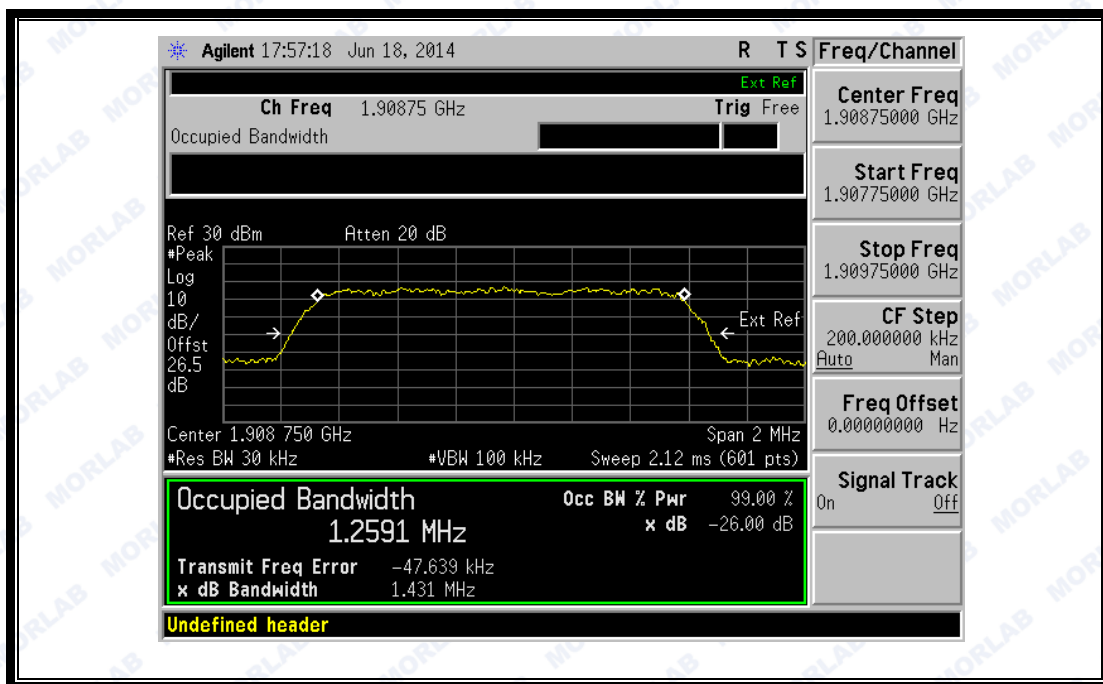 Agilent 17:57:18 Jun 18, 2014 R T S
Freq/Channel
Ext Ref
Ch Freq 1.90875 GHz Trig Free
Occupied Bandwidth
Center Freq
1.90875000 GHz
Start Freq
1.90775000 GHz
Stop Freq
1.90975000 GHz
CF Step
200.000000 kHz
Auto Man
Freq Offset
0.00000000 Hz
Signal Track
On Off
Ref 30 dBm Atten 20 dB
#Peak
Log
10
dB/
Offst
26.5
dB
Ext Ref
Center 1.908 750 GHz Span 2 MHz
#Res BW 30 kHz #VBW 100 kHz Sweep 2.12 ms (601 pts)
Occupied Bandwidth
1.2591 MHz
Occ BW % Pwr 99.00 %
x dB -26.00 dB
Transmit Freq Error -47.639 kHz
x dB Bandwidth 1.431 MHz
Undefined header
MORLAB